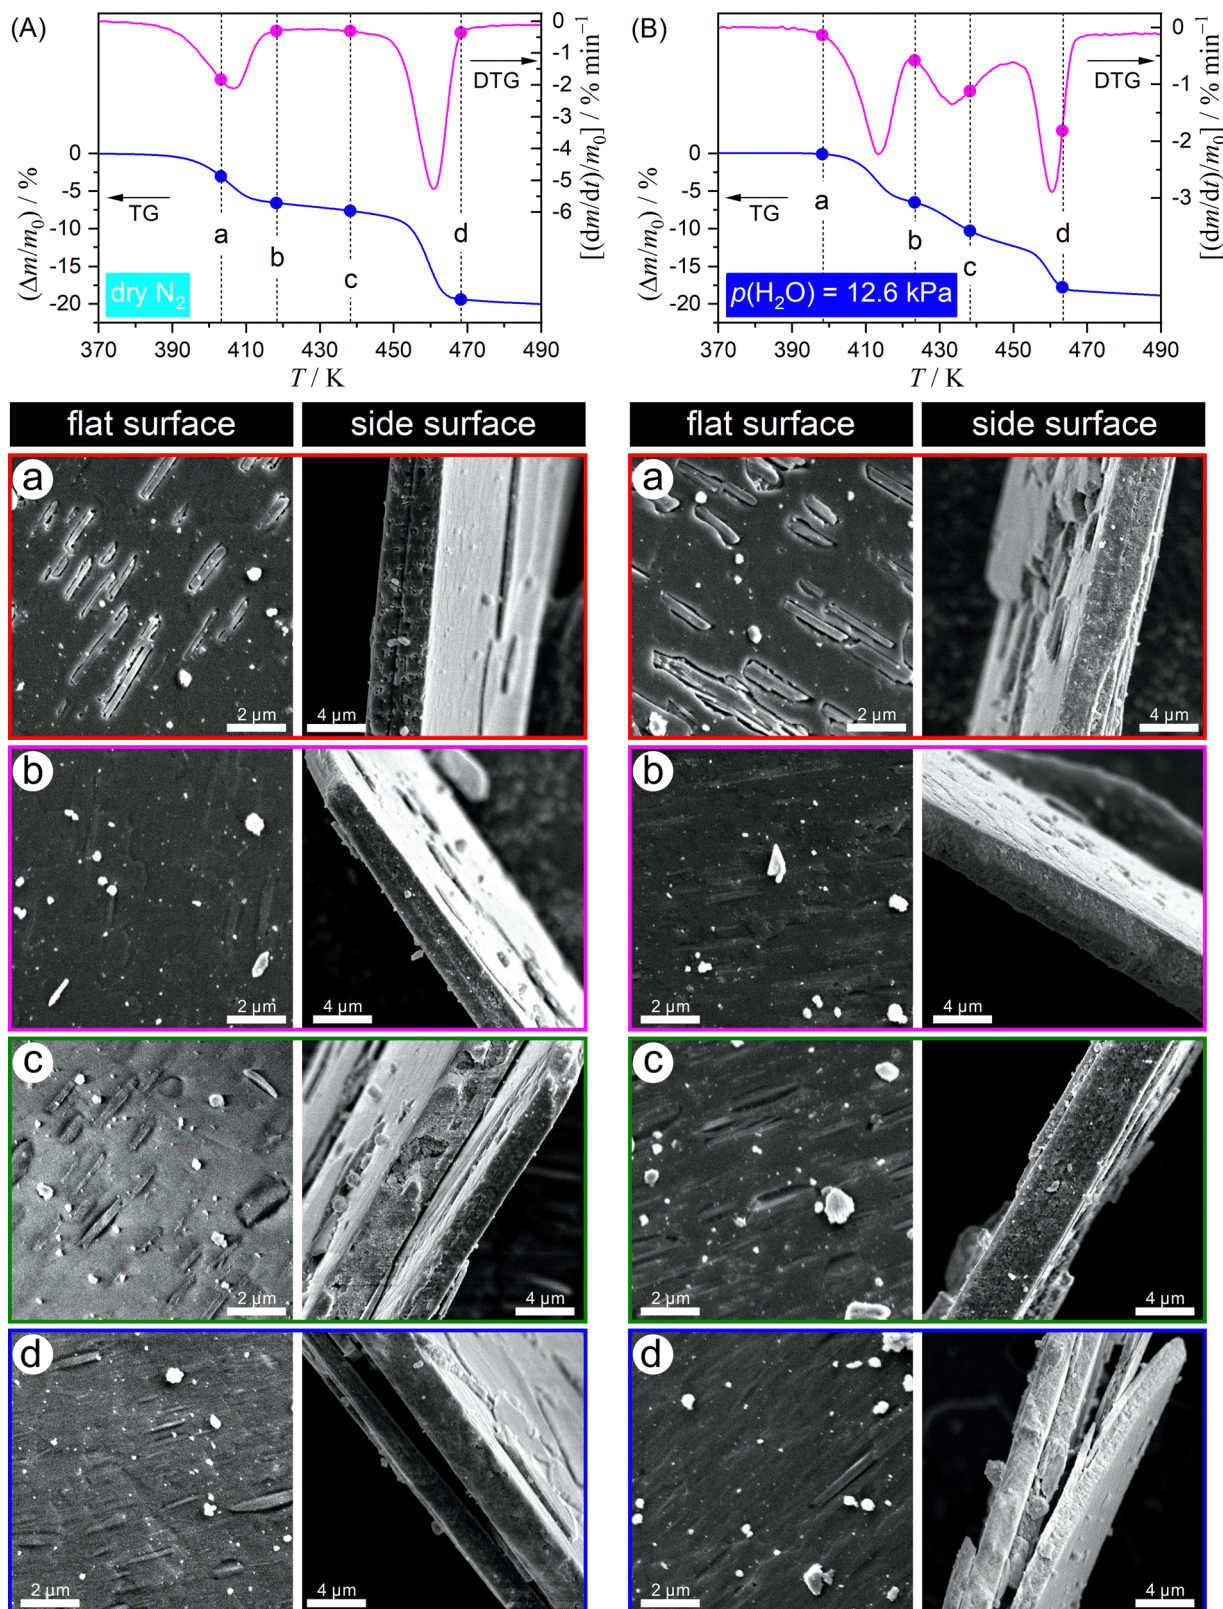 (A)
0
-1
-2
-3
-4
-5
-6
[(dm/dt)/m₀] / % min⁻¹
DTG
0
-5
-10
-15
-20
(Δm/m₀) / %
TG
a
b
c
d
dry N₂
370
390
410
430
450
470
490
T / K
(B)
0
-1
-2
-3
[(dm/dt)/m₀] / % min⁻¹
DTG
0
-5
-10
-15
-20
(Δm/m₀) / %
TG
a
b
c
d
p(H₂O) = 12.6 kPa
370
390
410
430
450
470
490
T / K
flat surface
side surface
flat surface
side surface
a
2 µm
4 µm
a
2 µm
4 µm
b
2 µm
4 µm
b
2 µm
4 µm
c
2 µm
4 µm
c
2 µm
4 µm
d
2 µm
4 µm
d
2 µm
4 µm